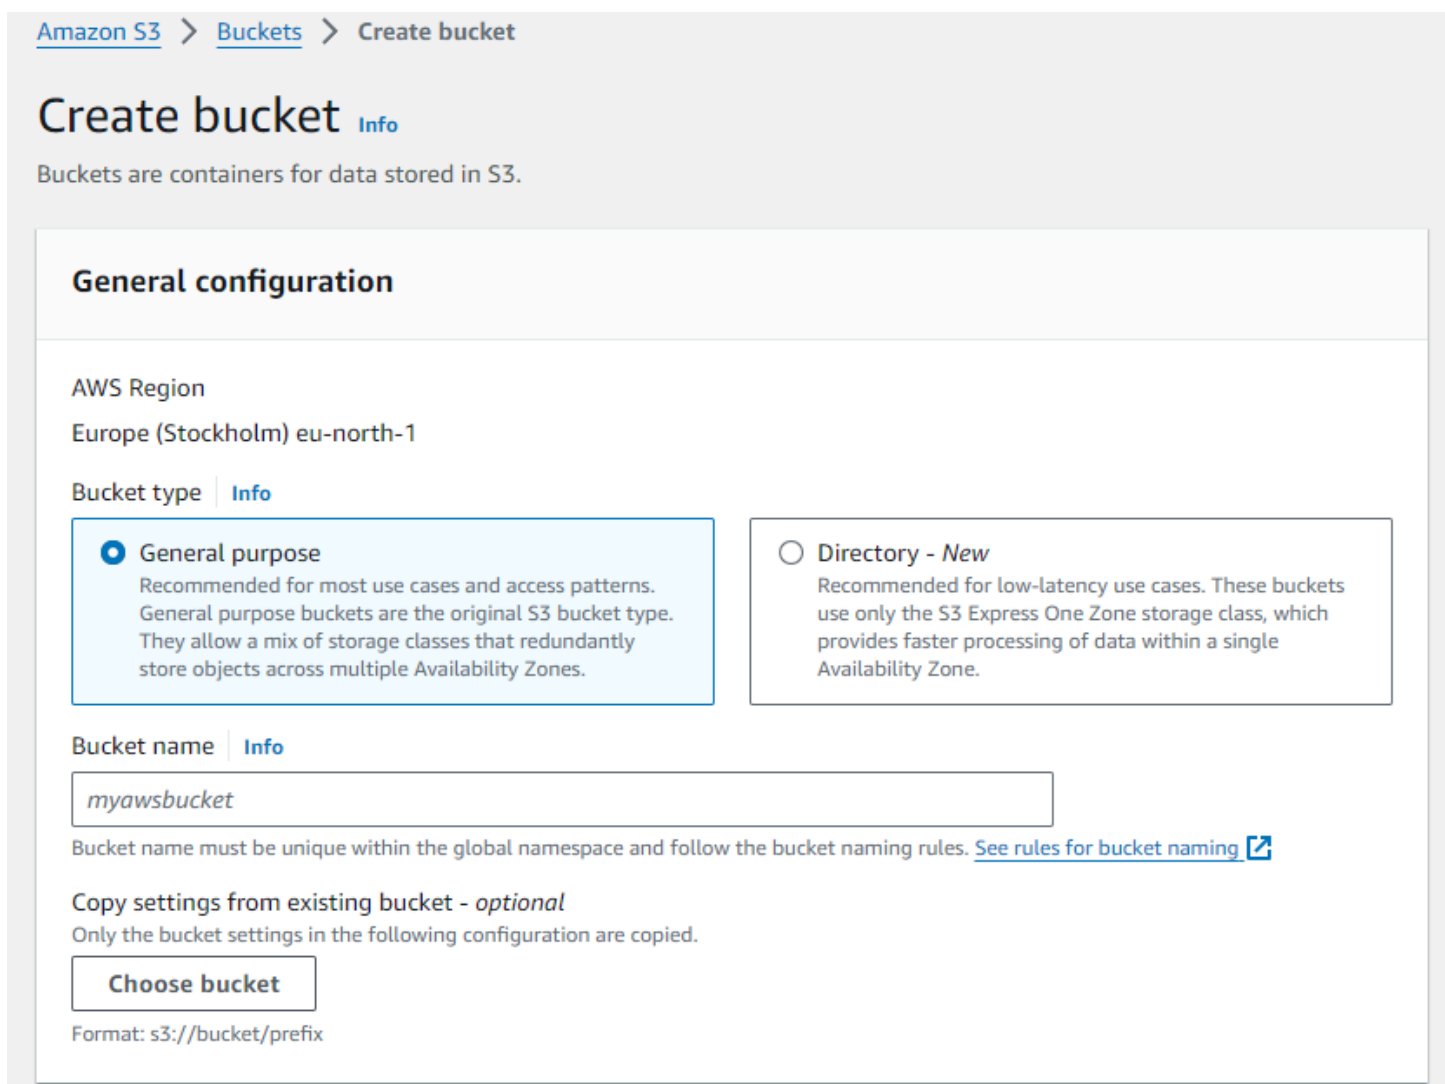 Amazon S3 > Buckets > Create bucket
Create bucket Info
Buckets are containers for data stored in S3.
General configuration
AWS Region
Europe (Stockholm) eu-north-1
Bucket type Info
General purpose
Recommended for most use cases and access patterns.
General purpose buckets are the original S3 bucket type.
They allow a mix of storage classes that redundantly
store objects across multiple Availability Zones.
Directory - New
Recommended for low-latency use cases. These buckets
use only the S3 Express One Zone storage class, which
provides faster processing of data within a single
Availability Zone.
Bucket name Info
myawsbucket
Bucket name must be unique within the global namespace and follow the bucket naming rules. See rules for bucket naming
Copy settings from existing bucket - optional
Only the bucket settings in the following configuration are copied.
Choose bucket
Format: s3://bucket/prefix